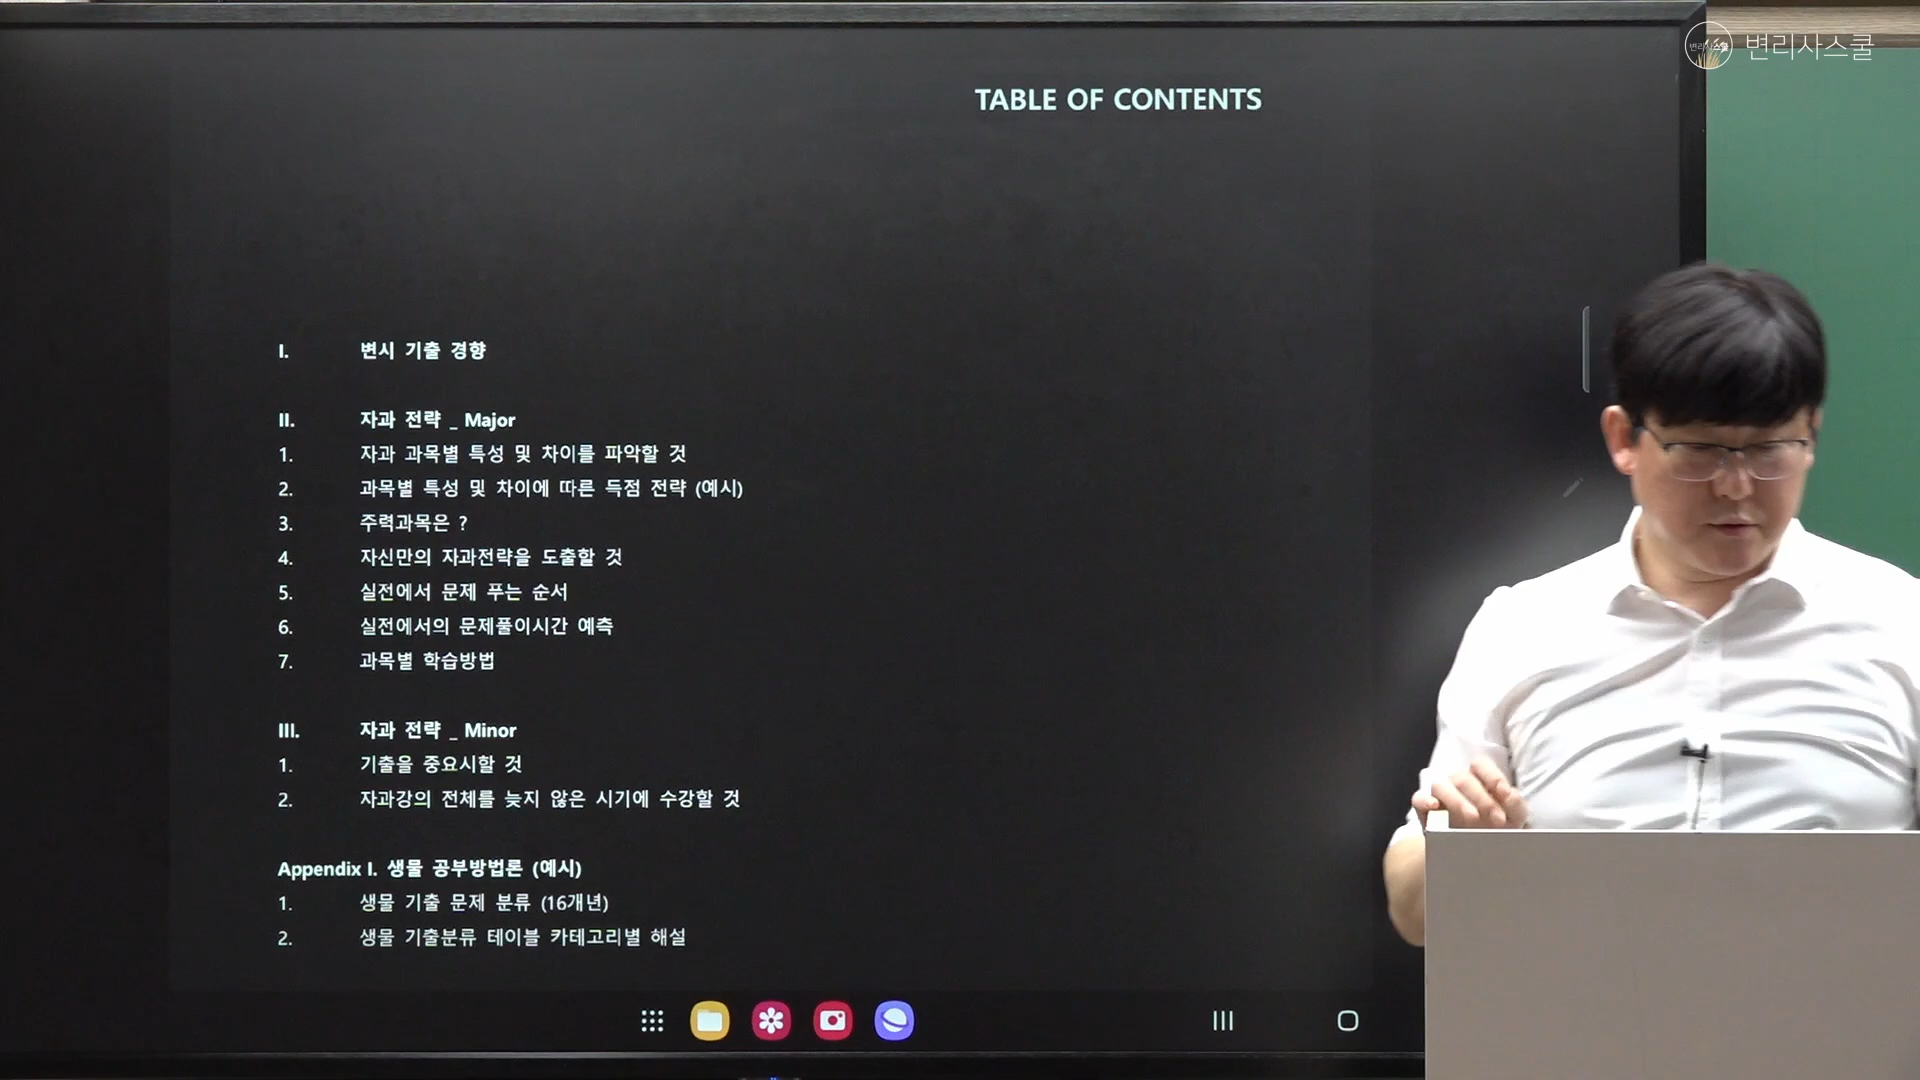 변리사스쿨
변리사스쿨
TABLE OF CONTENTS
I. 변시 기출 경향
II. 자과 전략 _ Major
1. 자과 과목별 특성 및 차이를 파악할 것
2. 과목별 특성 및 차이에 따른 득점 전략 (예시)
3. 주력과목은 ?
4. 자신만의 자과전략을 도출할 것
5. 실전에서 문제 푸는 순서
6. 실전에서의 문제풀이시간 예측
7. 과목별 학습방법
III. 자과 전략 _ Minor
1. 기출을 중요시할 것
2. 자과강의 전체를 늦지 않은 시기에 수강할 것
Appendix I. 생물 공부방법론 (예시)
1. 생물 기출 문제 분류 (16개년)
2. 생물 기출분류 테이블 카테고리별 해설